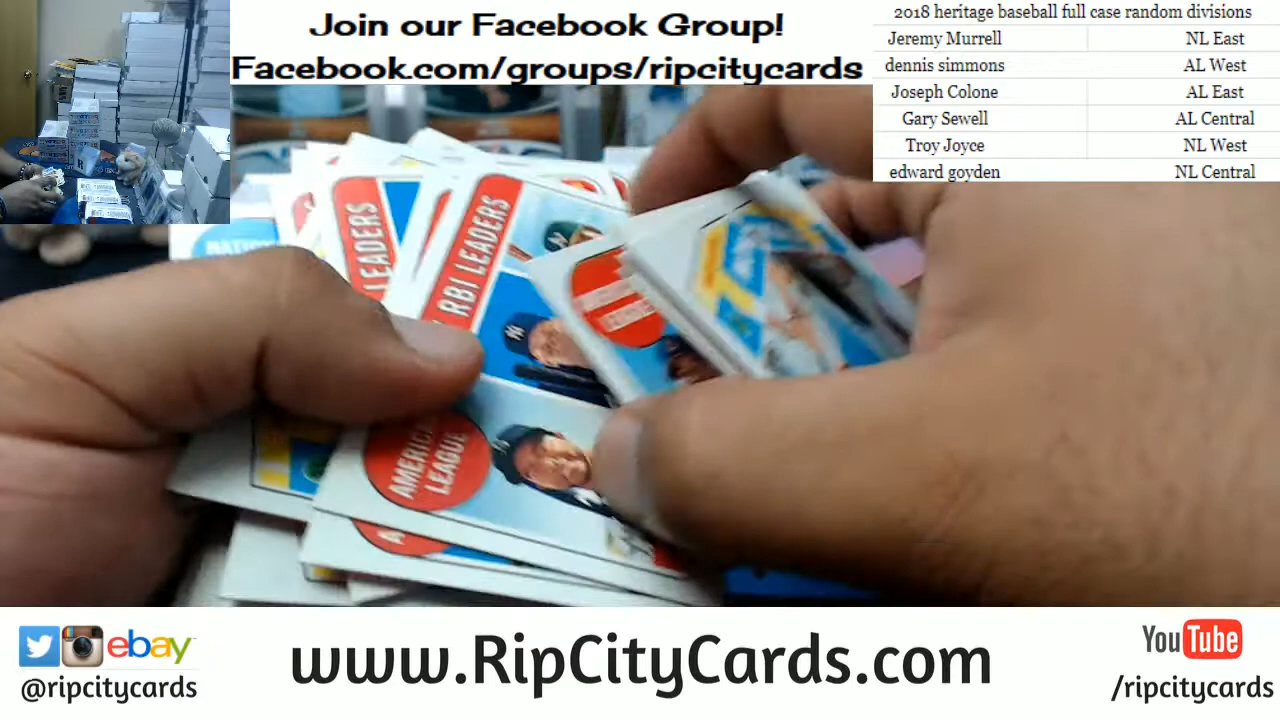 Join our Facebook Group!
Facebook.com/groups/ripcitycards
2018 heritage baseball full case random divisions
Jeremy Murrell NL East
dennis simmons AL West
Joseph Colone AL East
Gary Sewell AL Central
Troy Joyce NL West
edward goyden NL Central
LEADERS
RBI LEADERS
AMERICAN
LEAGUE
ebay
@ripcitycards
www.RipCityCards.com
You Tube
/ripcitycards